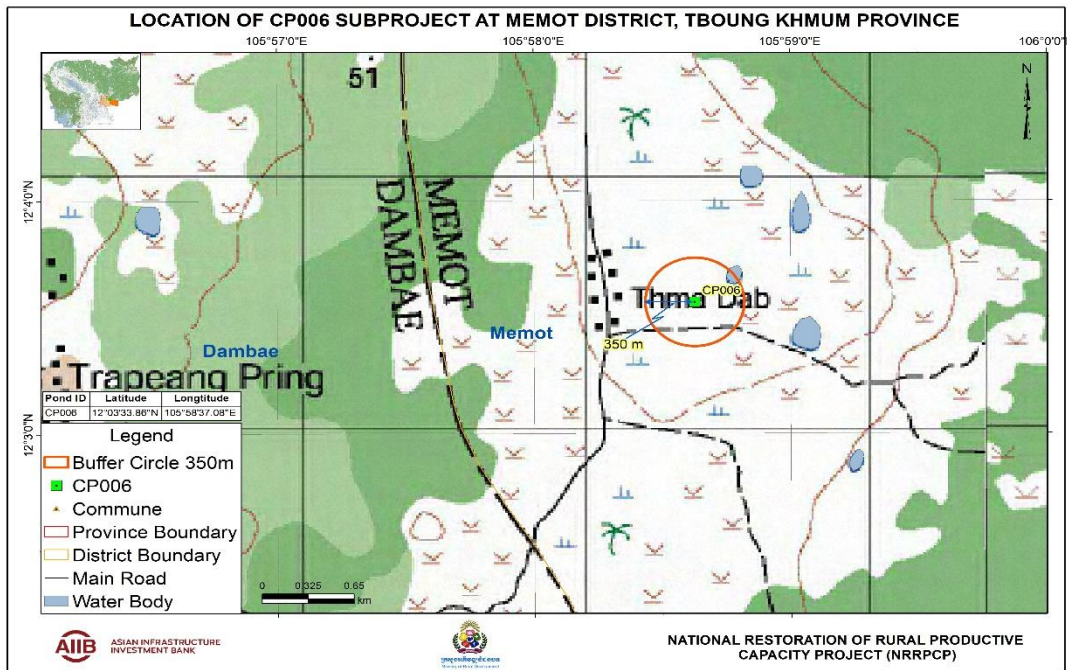 LOCATION OF CP006 SUBPROJECT AT MEMOT DISTRICT, TBOUNG KHMUM PROVINCE
105°57'0"E
105°58'0"E
105°59'0"E
106°0'0"E
51
N
12°4'0"N
MEMOT
DAMBAE
CP006
Thma Dab
350 m
Memot
Dambae
Trapeang Pring
Pond ID Latitude Longtitude
CP006 12°03'33.86"N 105°58'37.08"E
12°3'0"N
Legend
Buffer Circle 350m
CP006
Commune
Province Boundary
District Boundary
Main Road
Water Body
0 0.325 0.65
km
AIIB ASIAN INFRASTRUCTURE
INVESTMENT BANK
NATIONAL RESTORATION OF RURAL PRODUCTIVE
CAPACITY PROJECT (NRRPCP)